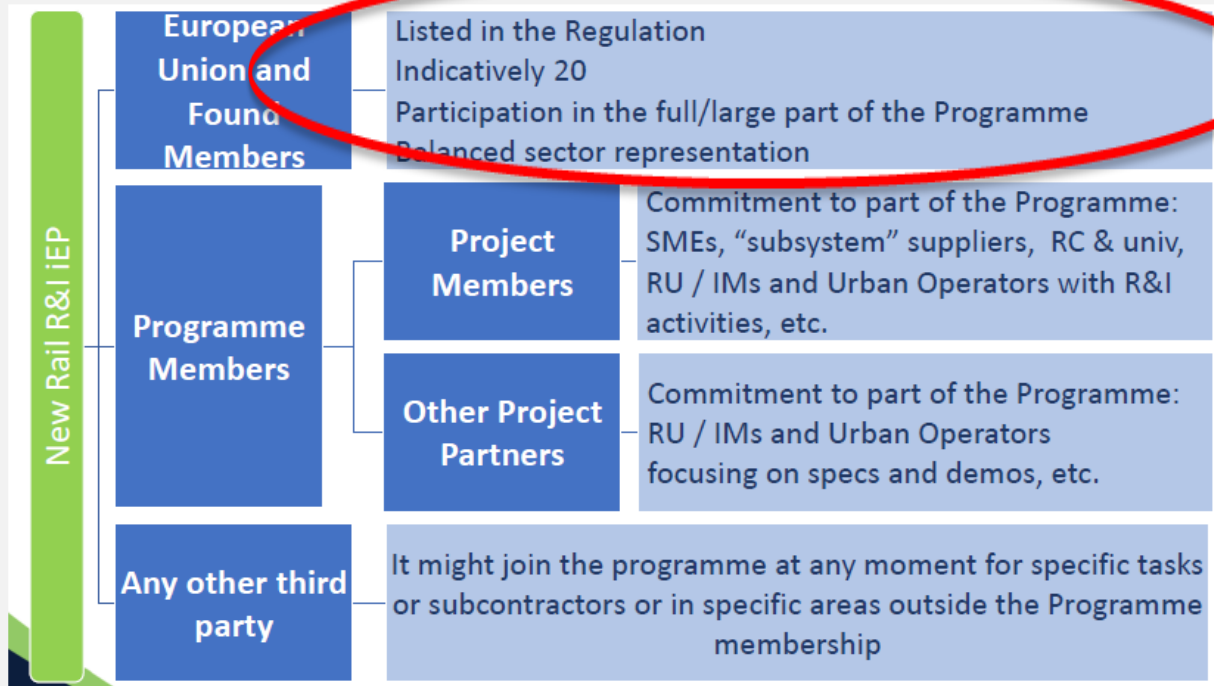 New Rail R&I iEP
European
Union and
Found
Members
Listed in the Regulation
Indicatively 20
Participation in the full/large part of the Programme
Balanced sector representation
Programme
Members
Project
Members
Commitment to part of the Programme:
SMEs, “subsystem” suppliers, RC & univ,
RU / IMs and Urban Operators with R&I
activities, etc.
Other Project
Partners
Commitment to part of the Programme:
RU / IMs and Urban Operators
focusing on specs and demos, etc.
Any other third
party
It might join the programme at any moment for specific tasks
or subcontractors or in specific areas outside the Programme
membership